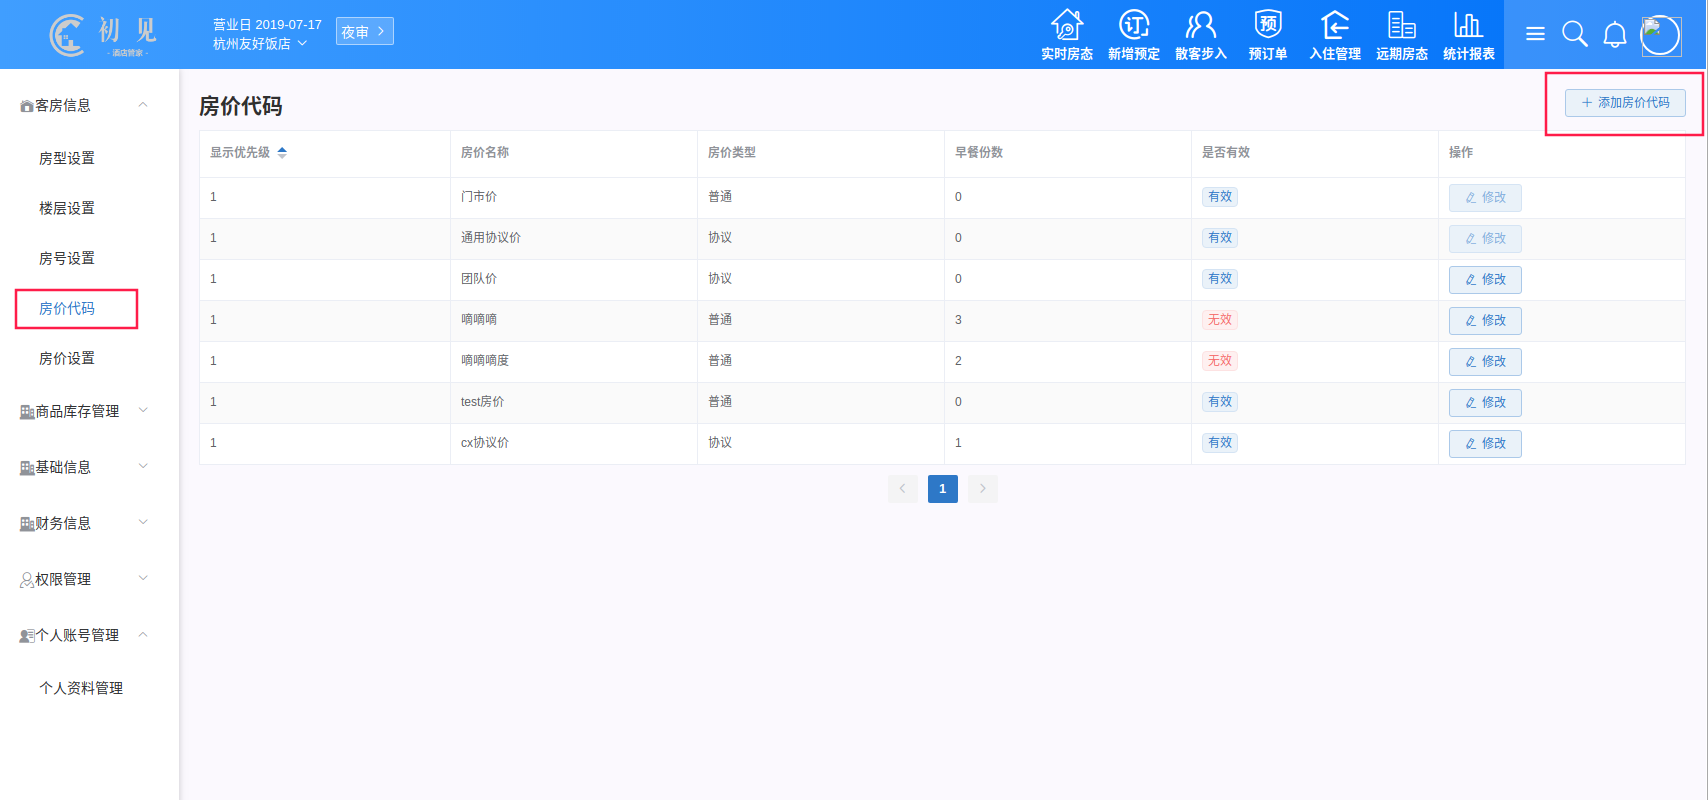 初 见
- 酒店管家 -
营业日 2019-07-17
杭州友好饭店
夜审
实时房态
订
新增预定
散客步入
预
预订单
入住管理
远期房态
统计报表
客房信息
房型设置
楼层设置
房号设置
房价代码
房价设置
商品库存管理
基础信息
财务信息
权限管理
个人账号管理
个人资料管理
房价代码
添加房价代码
显示优先级 房价名称 房价类型 早餐份数 是否有效 操作
1 门市价 普通 0 有效 修改
1 通用协议价 协议 0 有效 修改
1 团队价 协议 0 有效 修改
1 嘀嘀嘀 普通 3 无效 修改
1 嘀嘀嘀度 普通 2 无效 修改
1 test房价 普通 0 有效 修改
1 cx协议价 协议 1 有效 修改
1